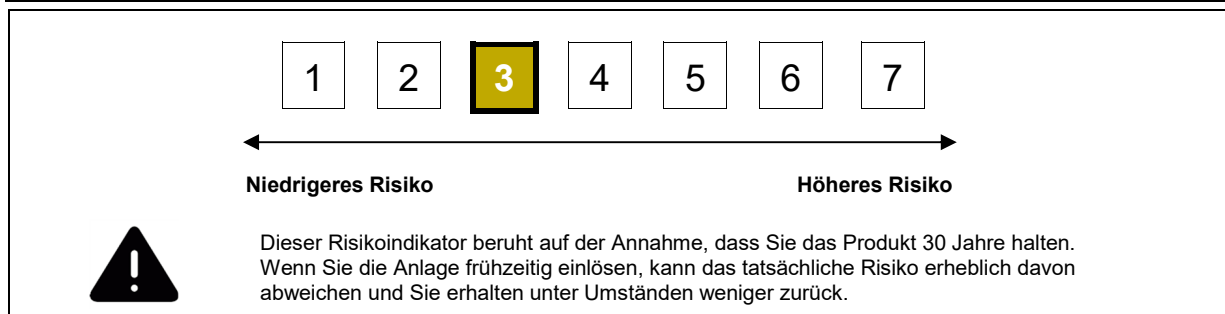 1 2 3 4 5 6 7
Niedrigeres Risiko Höheres Risiko
Dieser Risikoindikator beruht auf der Annahme, dass Sie das Produkt 30 Jahre halten.
Wenn Sie die Anlage frühzeitig einlösen, kann das tatsächliche Risiko erheblich davon
abweichen und Sie erhalten unter Umständen weniger zurück.